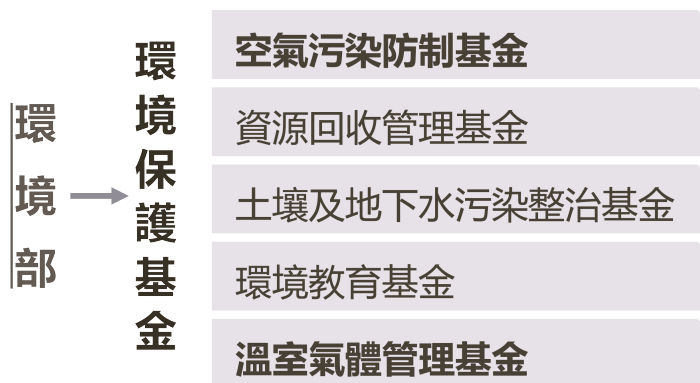 環境部
環境保護基金
空氣污染防制基金
資源回收管理基金
土壤及地下水污染整治基金
環境教育基金
溫室氣體管理基金